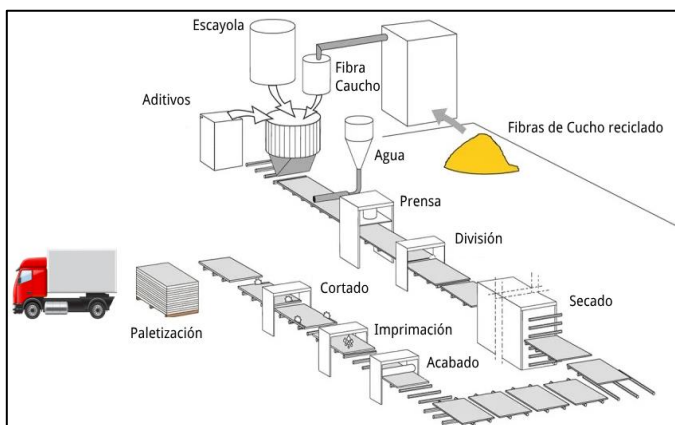 Escayola
Fibra
Caucho
Aditivos
Fibras de Cucho reciclado
Agua
Prensa
División
Secado
Cortado
Imprimación
Acabado
Paletización